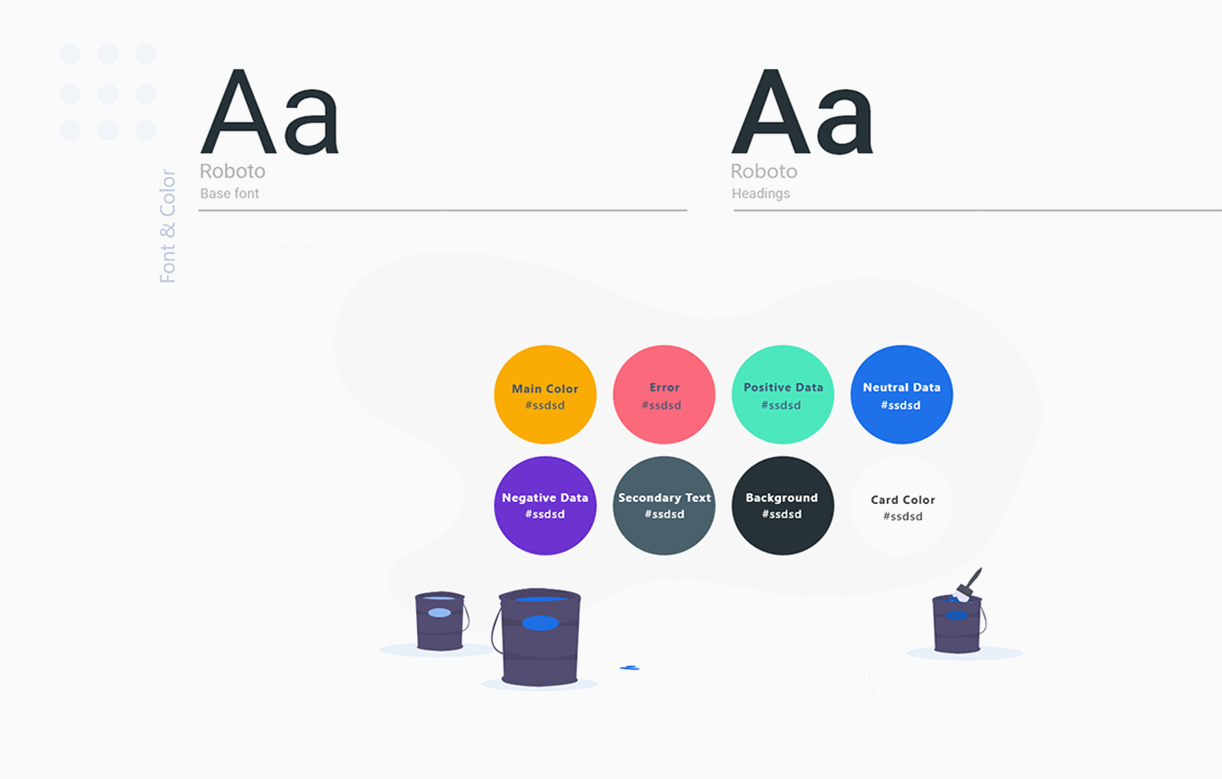 Aa
Roboto
Base font
Aa
Roboto
Headings
Font & Color
Main Color
#ssdsd
Error
#ssdsd
Positive Data
#ssdsd
Neutral Data
#ssdsd
Negative Data
#ssdsd
Secondary Text
#ssdsd
Background
#ssdsd
Card Color
#ssdsd